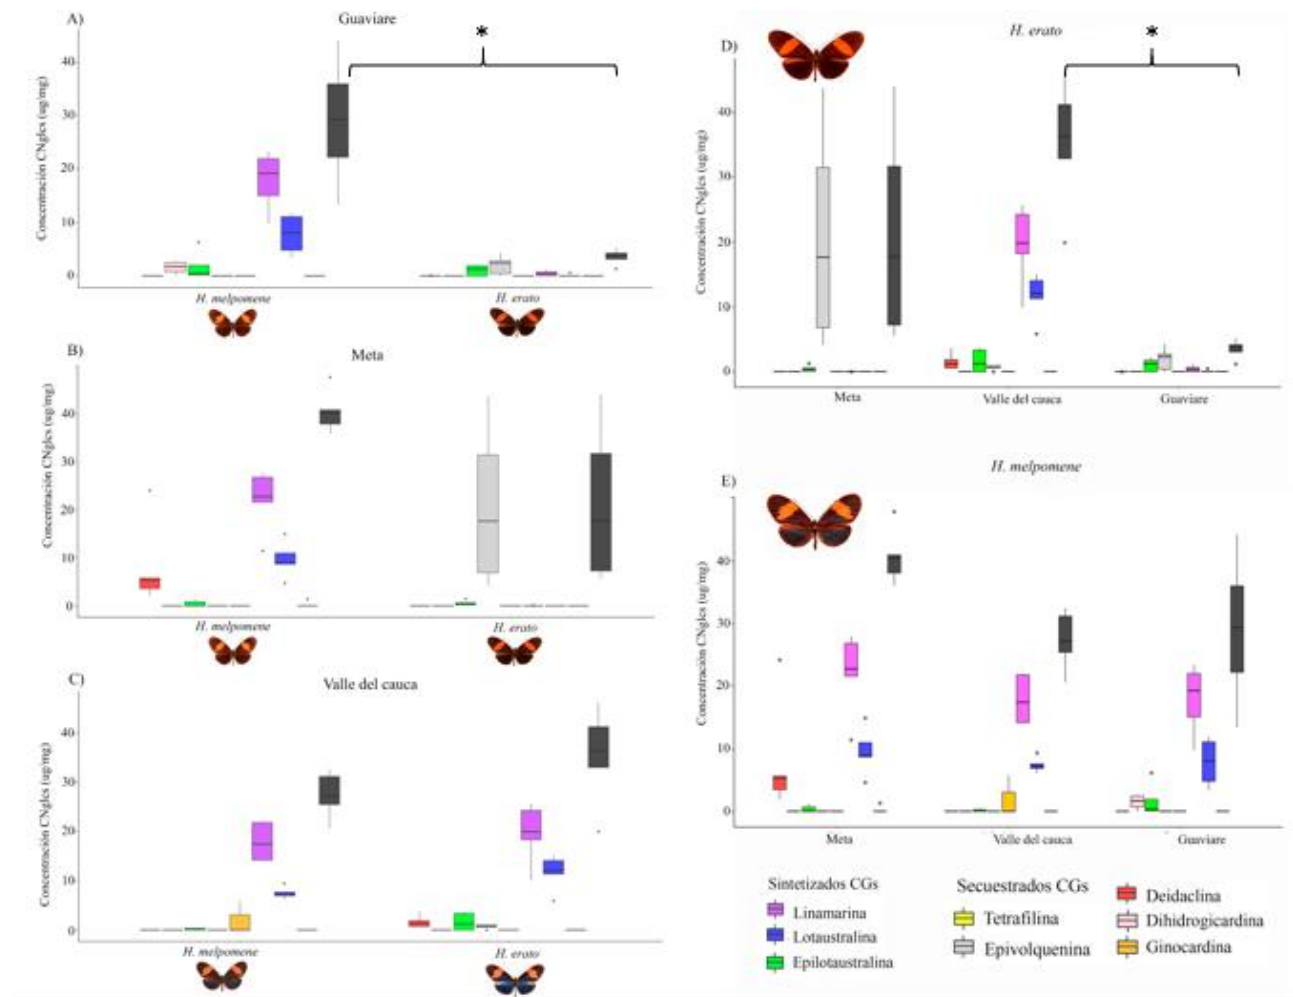 A)
Guaviare
*
Concentración CNglcs (ug/mg)
40
30
20
10
0
H. melpomene
H. erato
B)
Meta
Concentración CNglcs (ug/mg)
40
30
20
10
0
H. melpomene
H. erato
C)
Valle del cauca
Concentración CNglcs (ug/mg)
40
30
20
10
0
H. melpomene
H. erato
D)
H. erato
*
Concentración CNglcs (ug/mg)
40
30
20
10
0
Meta
Valle del cauca
Guaviare
E)
H. melpomene
Concentración CNglcs (ug/mg)
40
30
20
10
0
Meta
Valle del cauca
Guaviare
Sintetizados CGs
Linamarina
Lotaustralina
Epilotaustralina
Secuestrados CGs
Tetrafilina
Epivolquenina
Deidaclina
Dihidrogicardina
Ginocardina